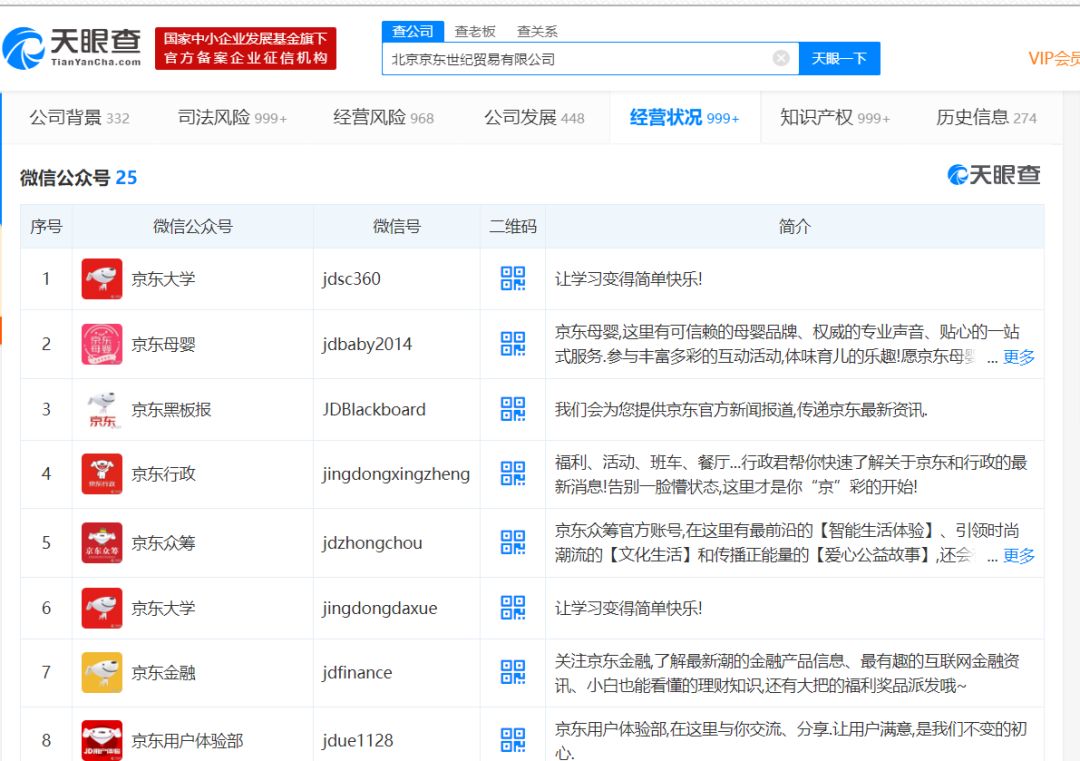 天眼查
TianYanCha.com
国家中小企业发展基金旗下
官方备案企业征信机构
查公司 查老板 查关系
北京京东世纪贸易有限公司
天眼一下
VIP会员
公司背景 332 司法风险 999+ 经营风险 968 公司发展 448 经营状况 999+ 知识产权 999+ 历史信息 274
微信公众号 25
天眼查
序号 微信公众号 微信号 二维码 简介
1 京东大学 jdsc360 让学习变得简单快乐!
2 京东母婴 jdbaby2014 京东母婴,这里有可信赖的母婴品牌、权威的专业声音、贴心的一站
式服务.参与丰富多彩的互动活动,体味育儿的乐趣!愿京东母婴 ... 更多
京东
母婴
3 京东黑板报 JDBlackboard 我们会为您提供京东官方新闻报道,传递京东最新资讯.
京东
4 京东行政 jingdongxingzheng 福利、活动、班车、餐厅...行政君帮你快速了解关于京东和行政的最
新消息!告别一脸懵状态,这里才是你“京”彩的开始!
京东行政
5 京东众筹 jdzhongchou 京东众筹官方账号,在这里有最前沿的【智能生活体验】、引领时尚
潮流的【文化生活】和传播正能量的【爱心公益故事】,还会 ... 更多
京东众筹
6 京东大学 jingdongdaxue 让学习变得简单快乐!
7 京东金融 jdfinance 关注京东金融,了解最新潮的金融产品信息、最有趣的互联网金融资
讯、小白也能看懂的理财知识,还有大把的福利奖品派发哦~
8 京东用户体验部 jdue1128 京东用户体验部,在这里与你交流、分享.让用户满意,是我们不变的初
心.
JD用户体验